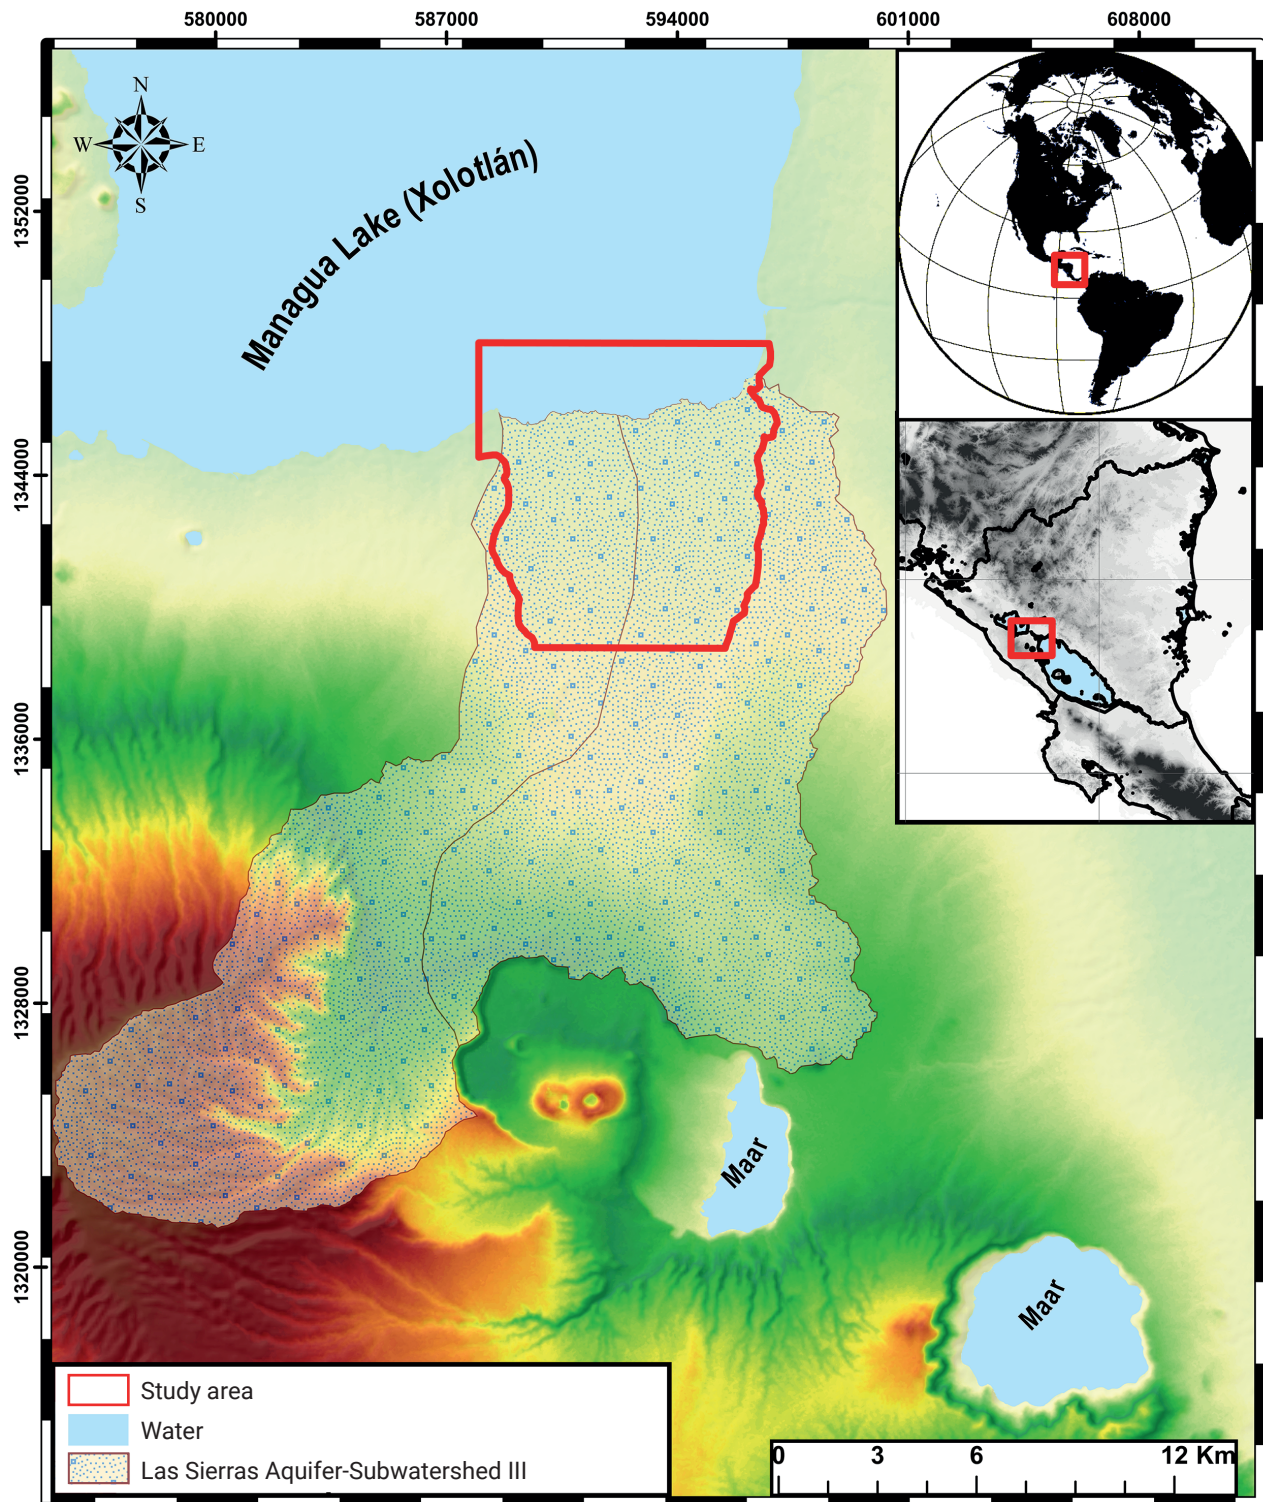 580000
587000
594000
601000
608000
N
W
E
S
Managua Lake (Xolotlán)
1352000
1344000
1336000
1328000
1320000
Maar
Maar
Study area
Water
Las Sierras Aquifer-Subwatershed III
0
3
6
12 Km